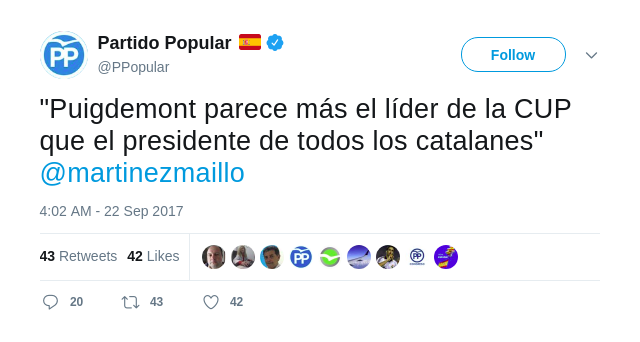 Partido Popular
@PPopular
Follow
"Puigdemont parece más el líder de la CUP
que el presidente de todos los catalanes"
@martinezmaillo
4:02 AM - 22 Sep 2017
43 Retweets 42 Likes
20 43 42